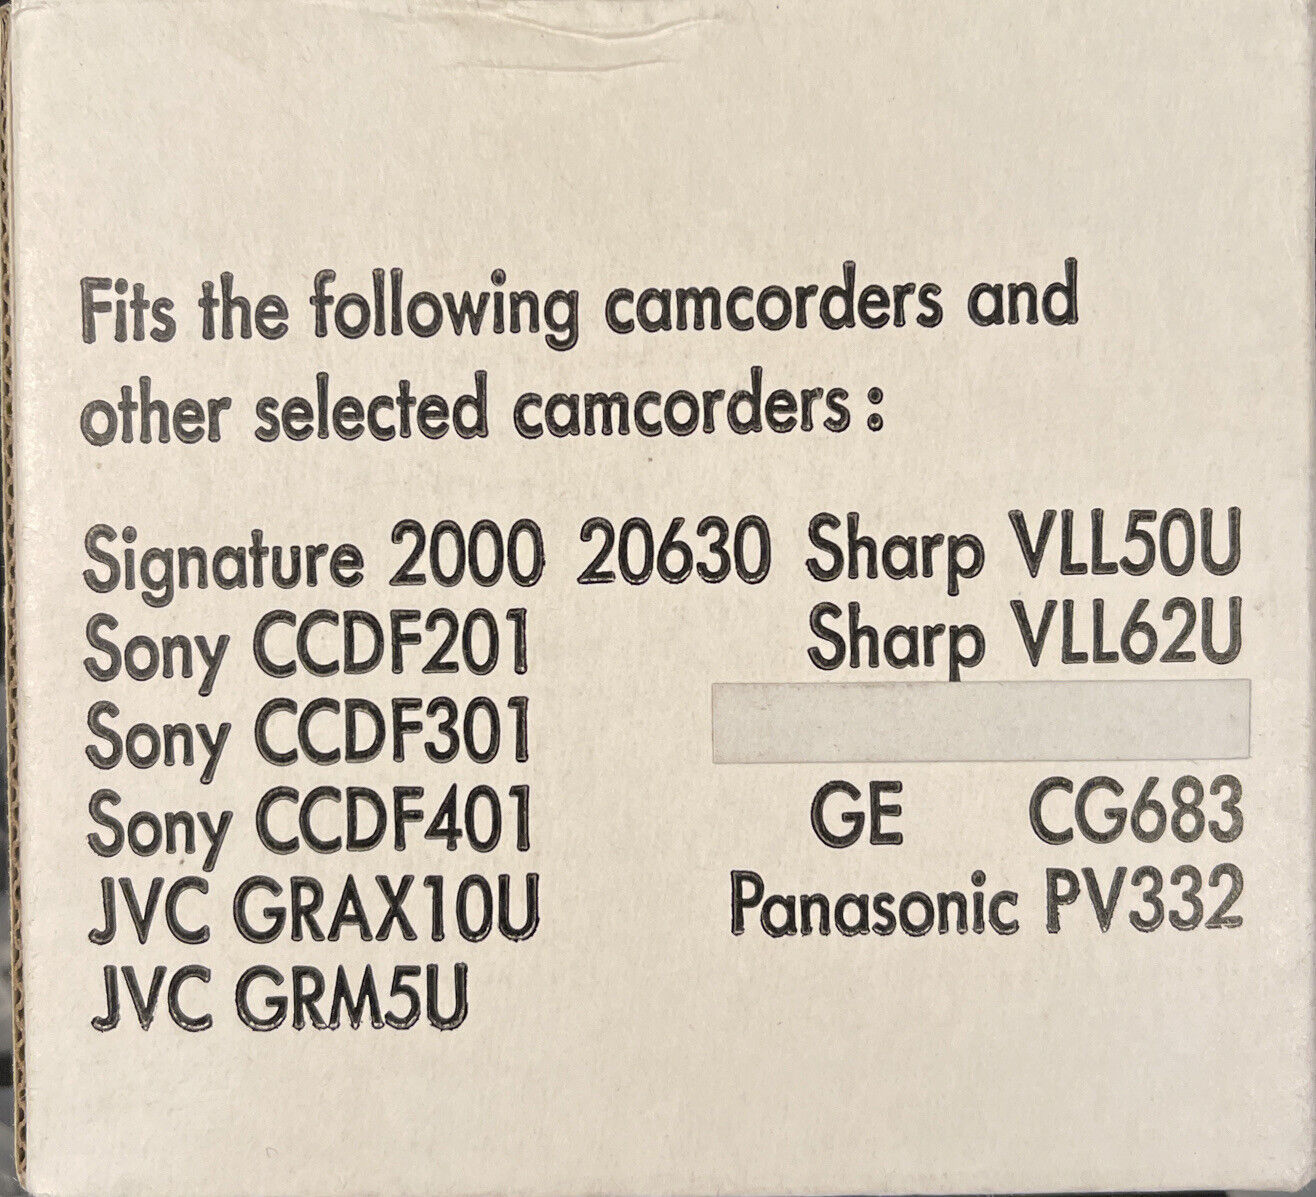 Fits the following camcorders and
other selected camcorders :
Signature 2000 20630 Sharp VLL50U
Sony CCDF201 Sharp VLL62U
Sony CCDF301
Sony CCDF401 GE CG683
JVC GRAX10U Panasonic PV332
JVC GRM5U